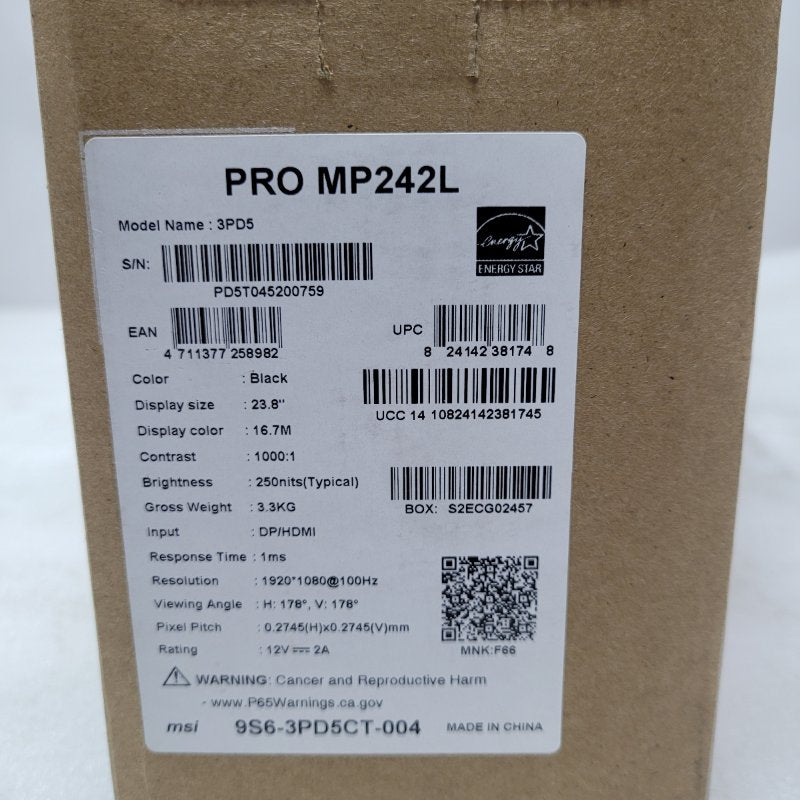 PRO MP242L
Model Name : 3PD5
energy
ENERGY STAR
S/N:
PD5T045200759
EAN
4 711377 258982
UPC
8 24142 38174 8
UCC 14 10824142381745
Color : Black
Display size : 23.8"
Display color : 16.7M
Contrast : 1000:1
Brightness : 250nits(Typical)
Gross Weight : 3.3KG
BOX: S2ECG02457
Input : DP/HDMI
Response Time : 1ms
Resolution : 1920*1080@100Hz
Viewing Angle : H: 178°, V: 178°
Pixel Pitch : 0.2745(H)x0.2745(V)mm
Rating : 12V ⎓ 2A
MNK:F66
WARNING: Cancer and Reproductive Harm
- www.P65Warnings.ca.gov
msi 9S6-3PD5CT-004 MADE IN CHINA